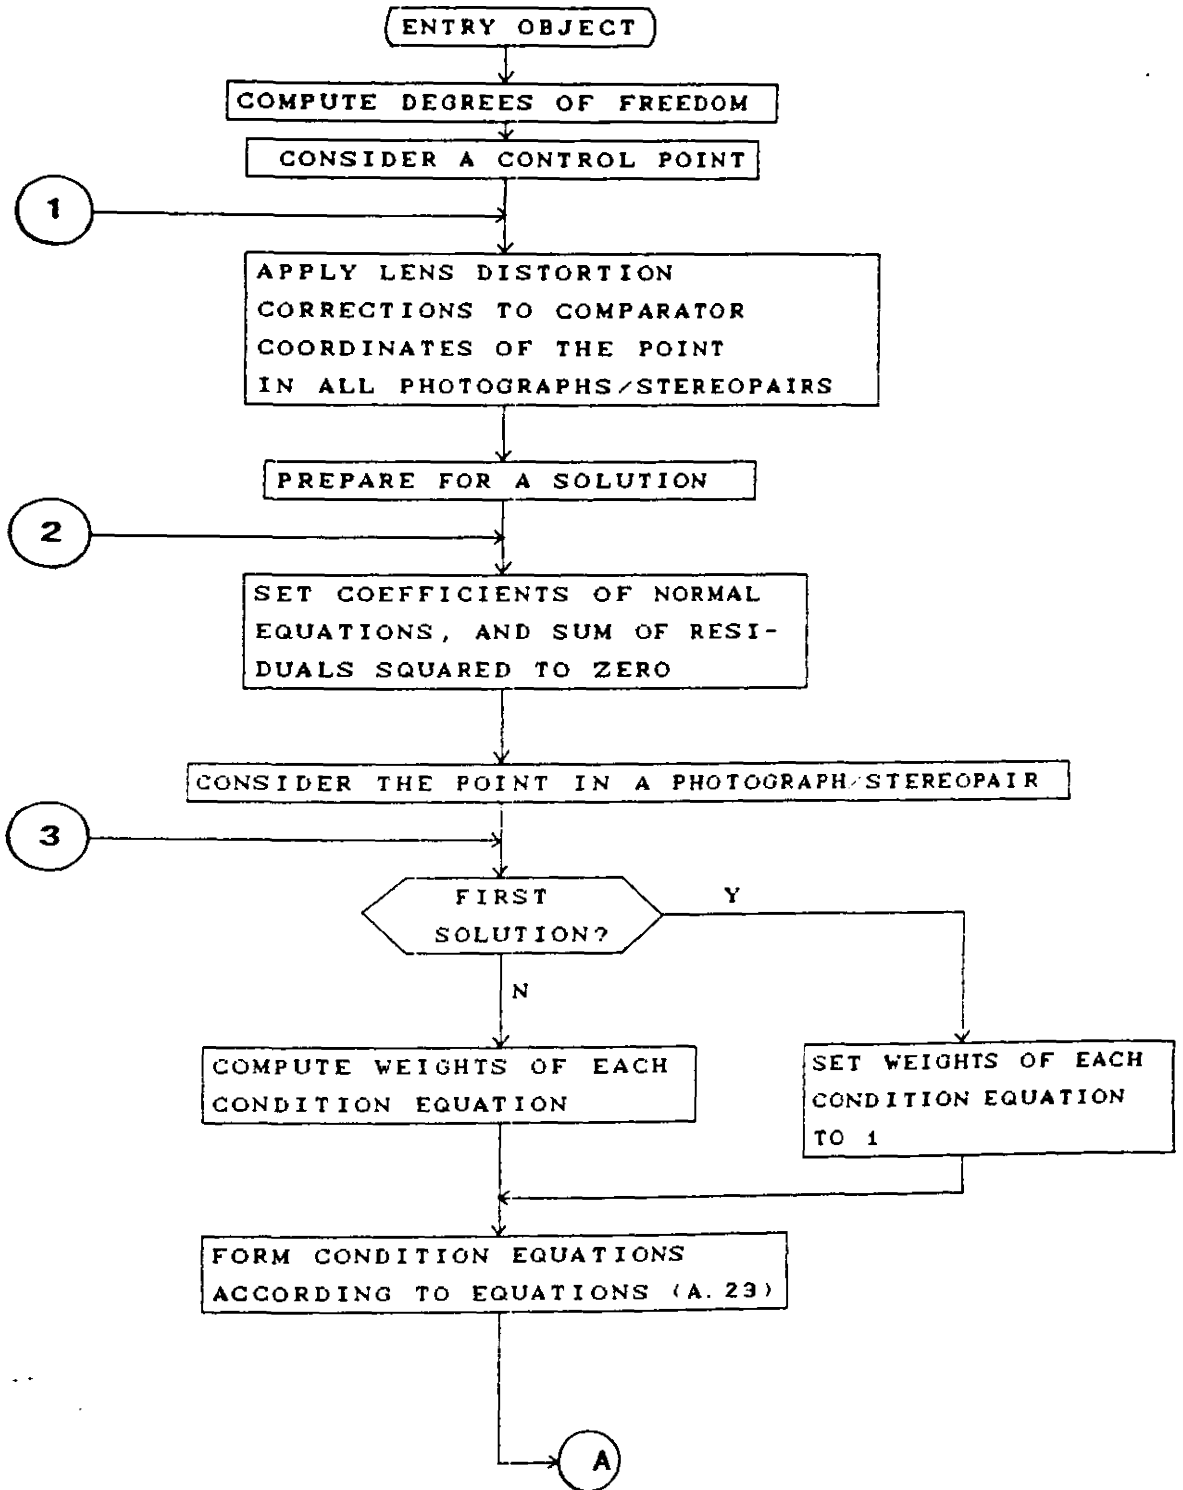 ENTRY OBJECT
COMPUTE DEGREES OF FREEDOM
CONSIDER A CONTROL POINT
1
APPLY LENS DISTORTION
CORRECTIONS TO COMPARATOR
COORDINATES OF THE POINT
IN ALL PHOTOGRAPHS/STEREOPAIRS
PREPARE FOR A SOLUTION
2
SET COEFFICIENTS OF NORMAL
EQUATIONS, AND SUM OF RESI-
DUALS SQUARED TO ZERO
CONSIDER THE POINT IN A PHOTOGRAPH/STEREOPAIR
3
FIRST
SOLUTION?
Y
N
COMPUTE WEIGHTS OF EACH
CONDITION EQUATION
SET WEIGHTS OF EACH
CONDITION EQUATION
TO 1
FORM CONDITION EQUATIONS
ACCORDING TO EQUATIONS (A.23)
A